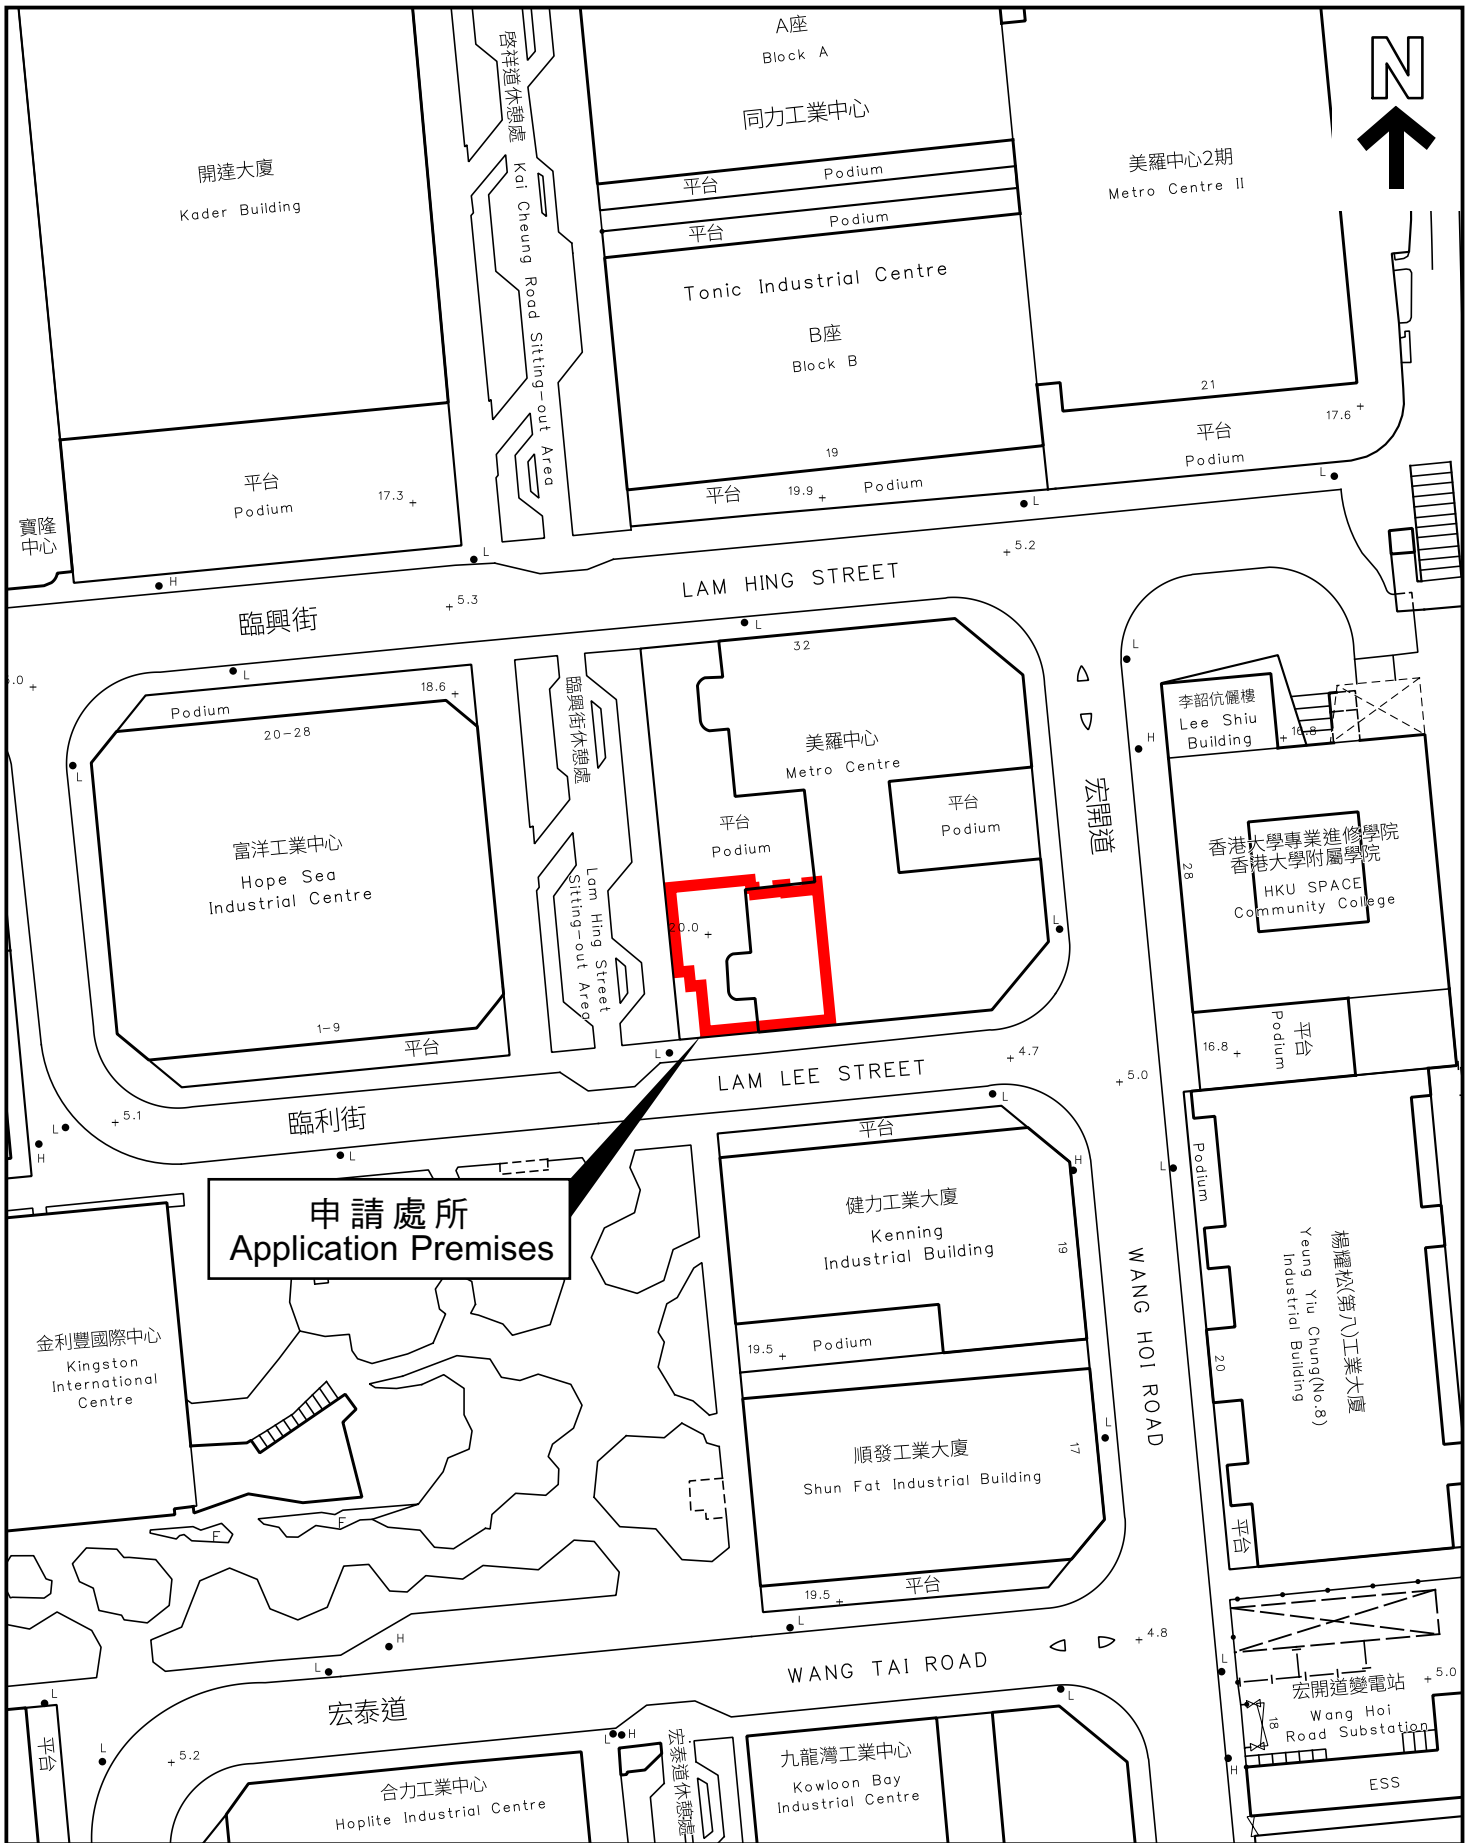 A座
Block A
同力工業中心
N
啓祥道休憩處 Kai Cheung Road Sitting-out Area
開達大廈
Kader Building
平台 Podium
平台 Podium
美羅中心2期
Metro Centre II
Tonic Industrial Centre
B座
Block B
21
17.6
平台
Podium
19
平台 19.9 Podium
平台
Podium
17.3
寶隆
中心
L
L
L
H
5.2
5.3
LAM HING STREET
臨興街
L
L
32
5.0
18.6
Podium
20-28
L
臨興街休憩處
Lam Hing Street
Sitting-out Area
美羅中心
Metro Centre
平台
Podium
平台
Podium
L
H
李韶伉儷樓
Lee Shiu
Building
16.8
宏開道
富洋工業中心
Hope Sea
Industrial Centre
香港大學專業進修學院
香港大學附屬學院
HKU SPACE
Community College
28
20.0
L
1-9
平台
L
LAM LEE STREET
4.7
5.0
16.8
平台
Podium
臨利街
5.1
L
H
L
L
平台
H
L
Podium
申請處所
Application Premises
健力工業大廈
Kenning
Industrial Building
19
19.5
Podium
WANG HOI ROAD
楊耀松(第八)工業大廈
Yeung Yiu Chung(No.8)
Industrial Building
20
金利豐國際中心
Kingston
International
Centre
順發工業大廈
Shun Fat Industrial Building
17
L
F
F
19.5
平台
平台
L
H
L
WANG TAI ROAD
4.8
L
宏開道變電站
Wang Hoi
Road Substation
5.0
18
H
ESS
宏泰道
L
L
5.2
平台
L
H
宏泰道休憩處
L
合力工業中心
Hoplite Industrial Centre
九龍灣工業中心
Kowloon Bay
Industrial Centre